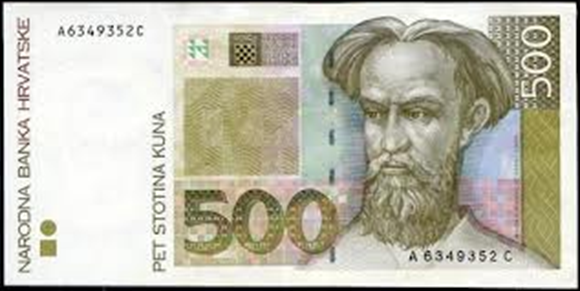 NARODNA BANKA HRVATSKE
A6349352C
PET STOTINA KUNA
500
500
A 6349352 C